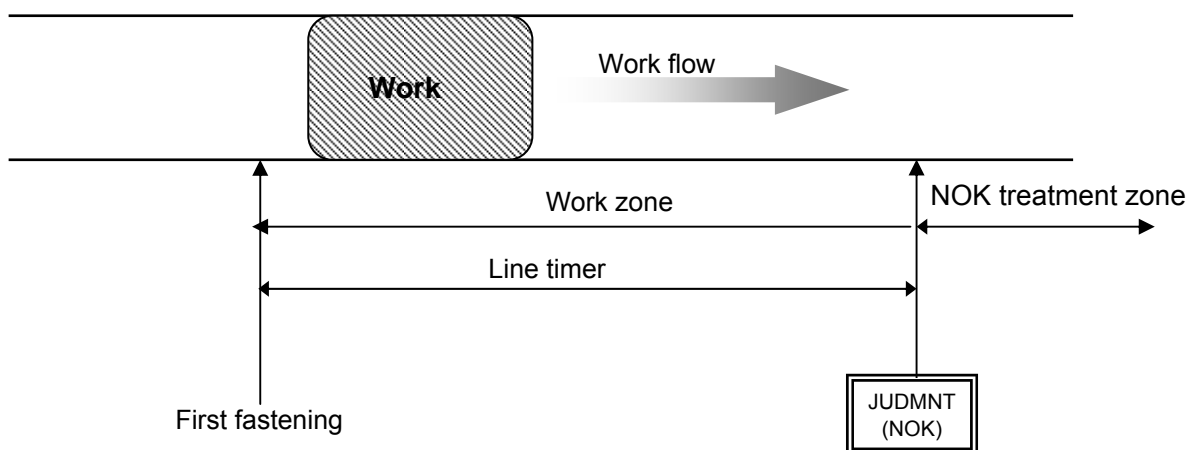 Work
Work flow
Work zone
NOK treatment zone
Line timer
First fastening
JUDMNT
(NOK)